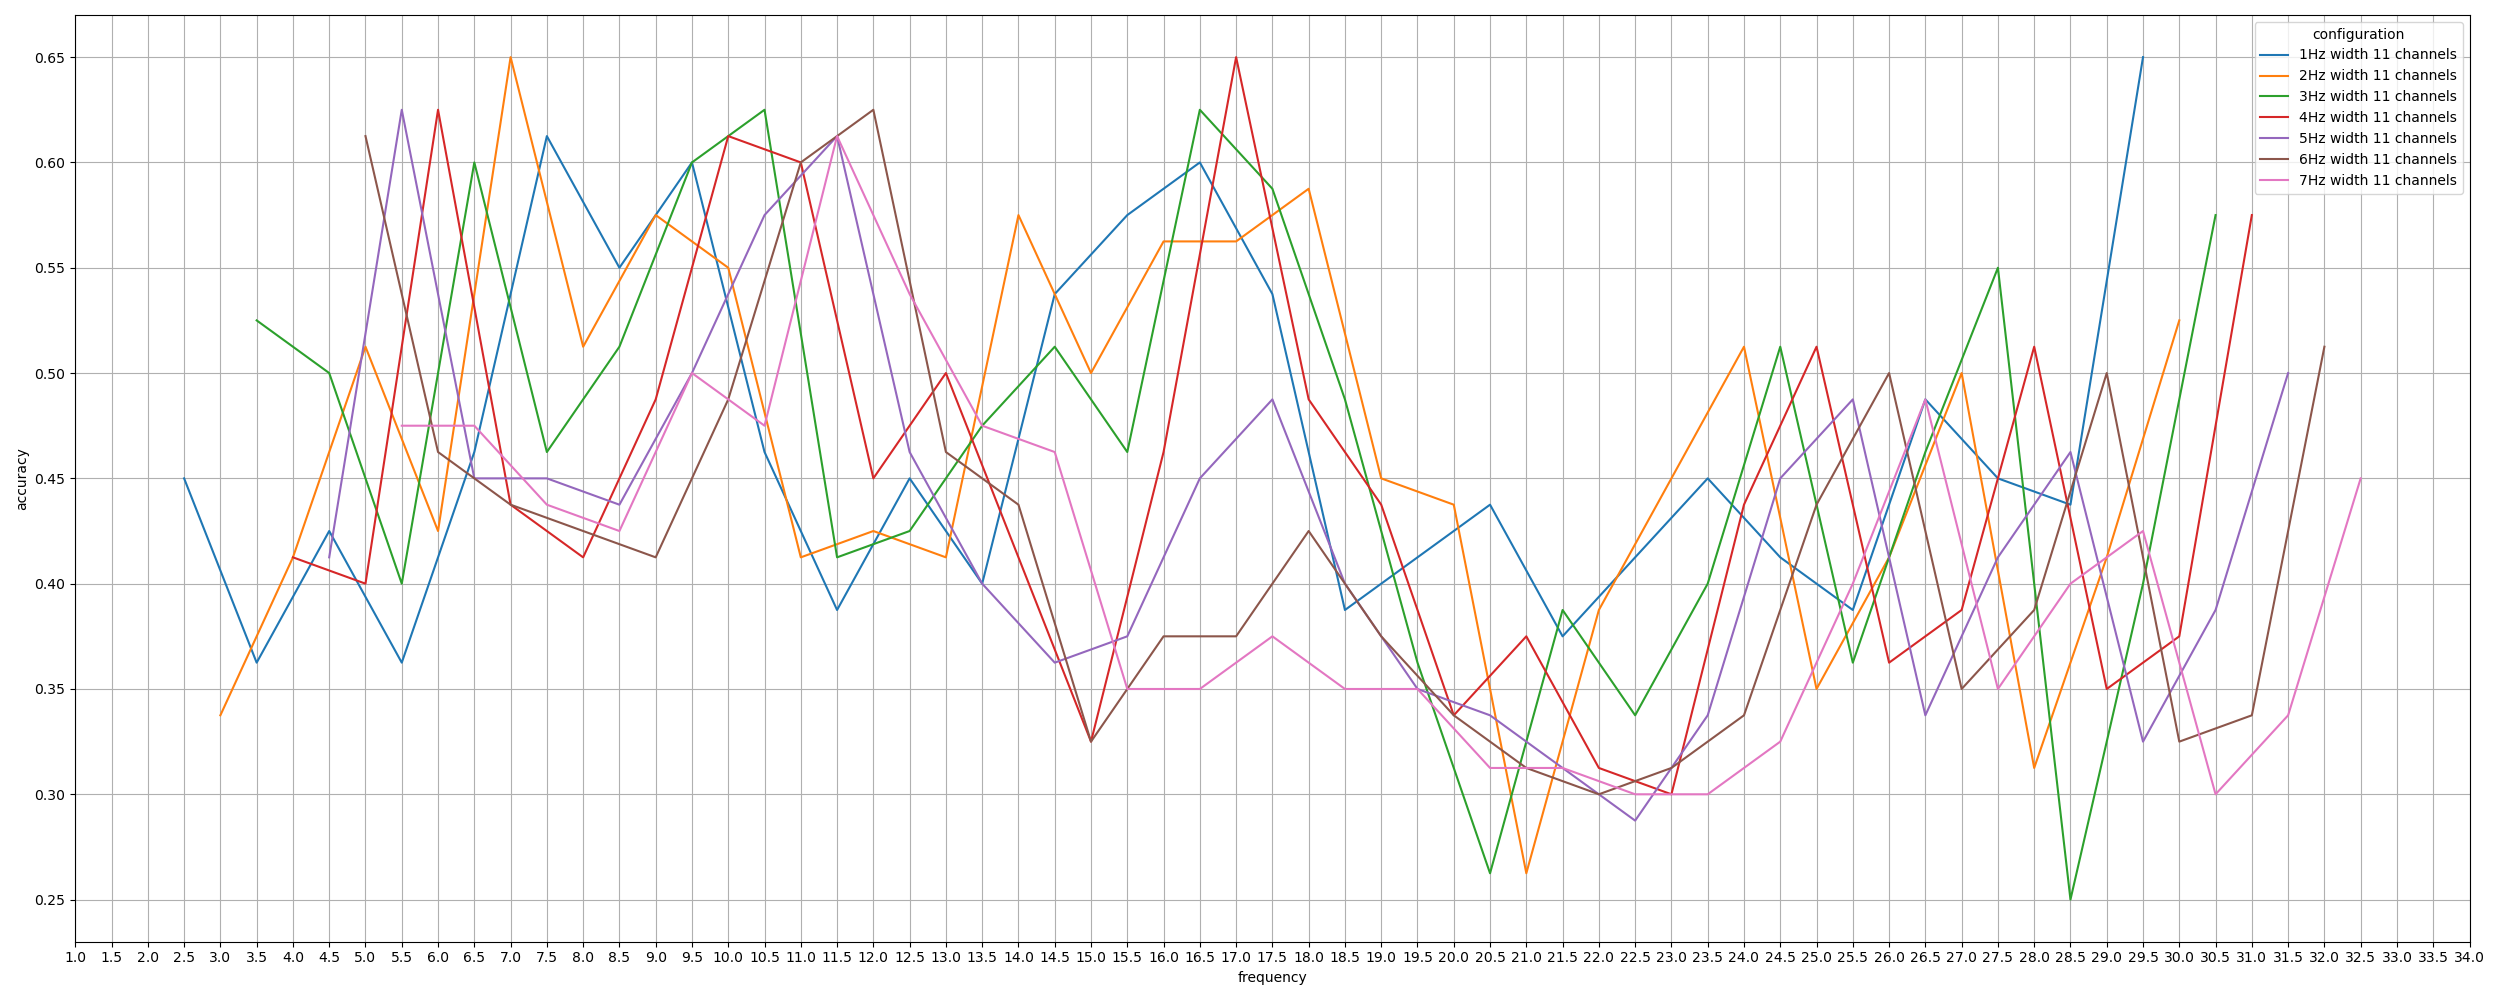 configuration
1Hz width 11 channels
2Hz width 11 channels
3Hz width 11 channels
4Hz width 11 channels
5Hz width 11 channels
6Hz width 11 channels
7Hz width 11 channels
accuracy
0.65
0.60
0.55
0.50
0.45
0.40
0.35
0.30
0.25
1.0 1.5 2.0 2.5 3.0 3.5 4.0 4.5 5.0 5.5 6.0 6.5 7.0 7.5 8.0 8.5 9.0 9.5 10.0 10.5 11.0 11.5 12.0 12.5 13.0 13.5 14.0 14.5 15.0 15.5 16.0 16.5 17.0 17.5 18.0 18.5 19.0 19.5 20.0 20.5 21.0 21.5 22.0 22.5 23.0 23.5 24.0 24.5 25.0 25.5 26.0 26.5 27.0 27.5 28.0 28.5 29.0 29.5 30.0 30.5 31.0 31.5 32.0 32.5 33.0 33.5 34.0
frequency